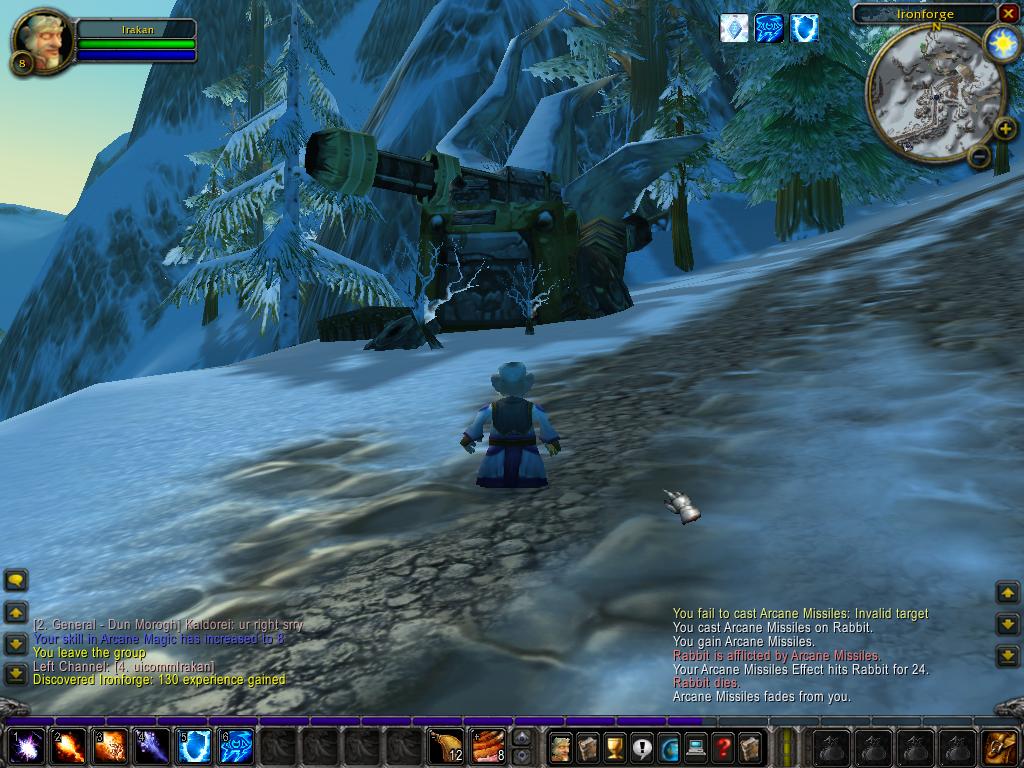 Irakan
8
Ironforge
N
[2. General - Dun Morogh] Kaldorei: ur right srry
Your skill in Arcane Magic has increased to 8
You leave the group
Left Channel: [4. uicommIrakan]
Discovered Ironforge: 130 experience gained
You fail to cast Arcane Missiles: Invalid target
You cast Arcane Missiles on Rabbit.
You gain Arcane Missiles.
Rabbit is afflicted by Arcane Missiles.
Your Arcane Missiles Effect hits Rabbit for 24.
Rabbit dies.
Arcane Missiles fades from you.
1 2 3 4 5 6 12 8